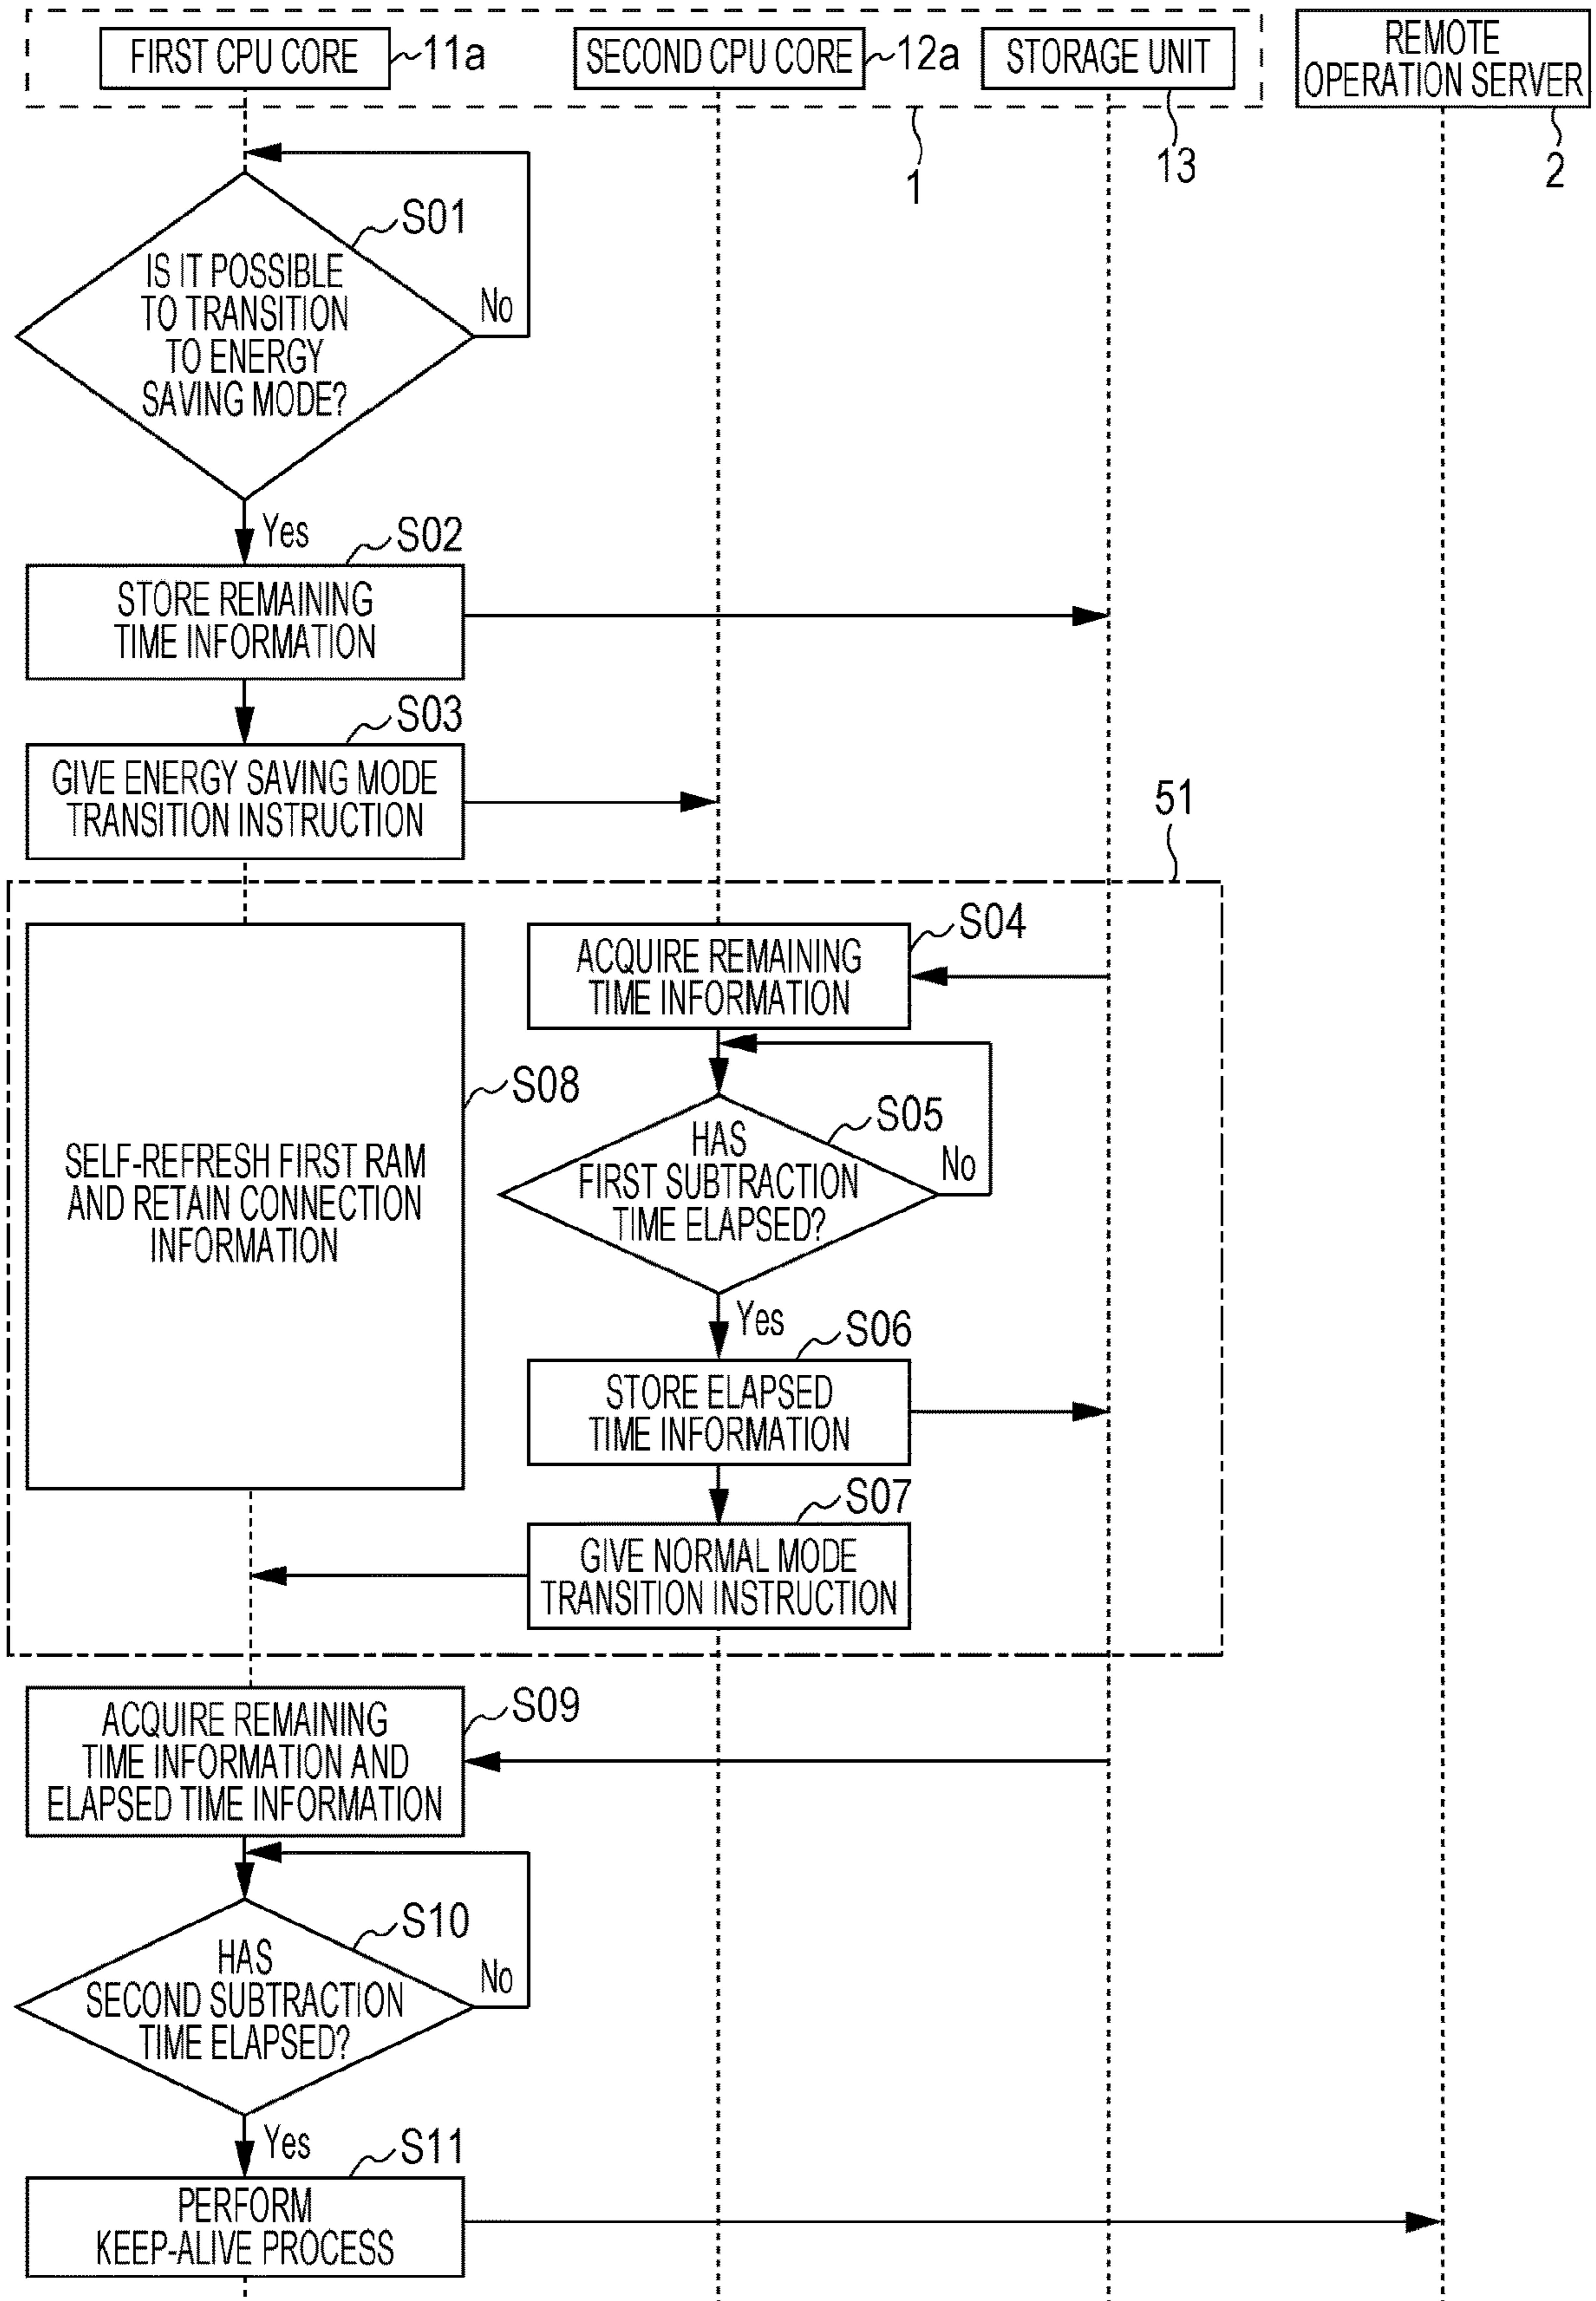 FIRST CPU CORE
11a
SECOND CPU CORE
12a
STORAGE UNIT
REMOTE
OPERATION SERVER
1
13
2
S01
IS IT POSSIBLE
TO TRANSITION
TO ENERGY
SAVING MODE?
No
Yes
S02
STORE REMAINING
TIME INFORMATION
S03
GIVE ENERGY SAVING MODE
TRANSITION INSTRUCTION
51
S04
ACQUIRE REMAINING
TIME INFORMATION
S08
SELF-REFRESH FIRST RAM
AND RETAIN CONNECTION
INFORMATION
S05
HAS
FIRST SUBTRACTION
TIME ELAPSED?
No
Yes
S06
STORE ELAPSED
TIME INFORMATION
S07
GIVE NORMAL MODE
TRANSITION INSTRUCTION
S09
ACQUIRE REMAINING
TIME INFORMATION AND
ELAPSED TIME INFORMATION
S10
HAS
SECOND SUBTRACTION
TIME ELAPSED?
No
Yes
S11
PERFORM
KEEP-ALIVE PROCESS